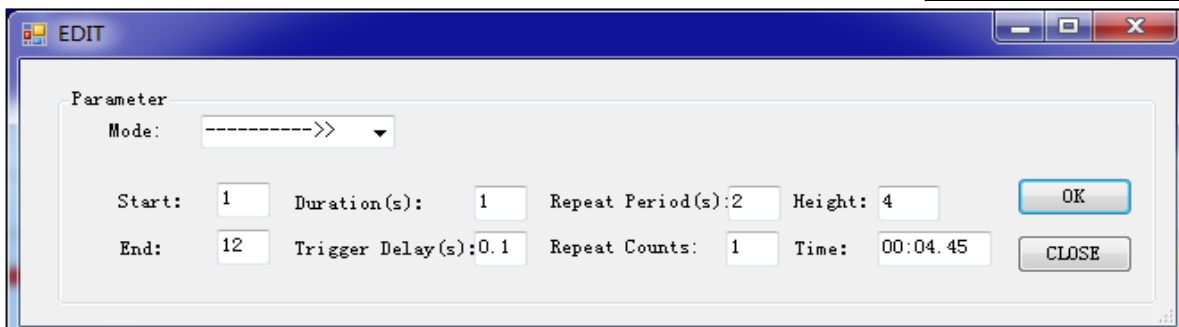 EDIT
Parameter
Mode: ---------->>
Start: 1 Duration(s): 1 Repeat Period(s): 2 Height: 4 OK
End: 12 Trigger Delay(s): 0.1 Repeat Counts: 1 Time: 00:04.45 CLOSE